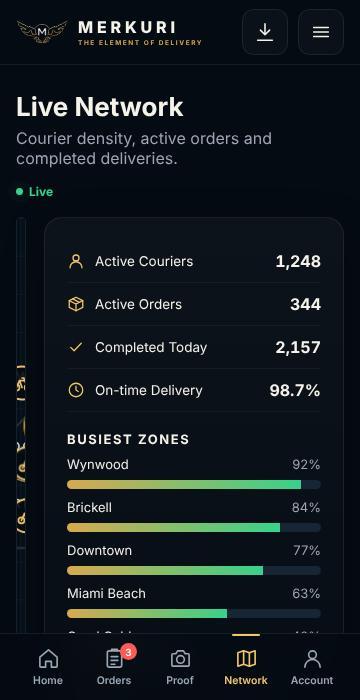 M
MERKURI
THE ELEMENT OF DELIVERY
Live Network
Courier density, active orders and
completed deliveries.
Live
Active Couriers 1,248
Active Orders 344
Completed Today 2,157
On-time Delivery 98.7%
BUSIEST ZONES
Wynwood 92%
Brickell 84%
Downtown 77%
Miami Beach 63%
3
Home Orders Proof Network Account